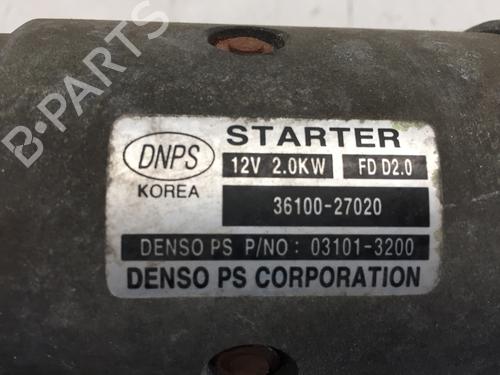 STARTER
DNPS
KOREA
12V 2.0KW FD D2.0
36100-27020
DENSO PS P/NO: 03101-3200
DENSO PS CORPORATION
B-PARTS